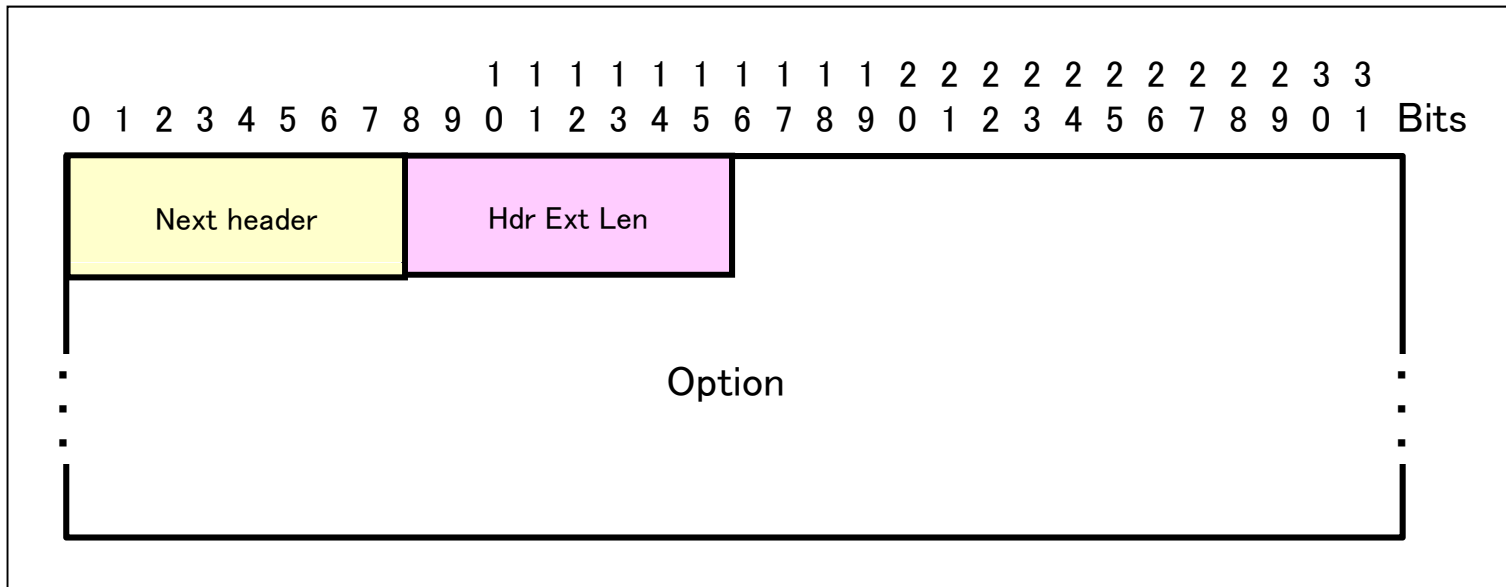 1 1 1 1 1 1 1 1 1 1 2 2 2 2 2 2 2 2 2 2 3 3
0 1 2 3 4 5 6 7 8 9 0 1 2 3 4 5 6 7 8 9 0 1 2 3 4 5 6 7 8 9 0 1 Bits
Next header Hdr Ext Len
Option